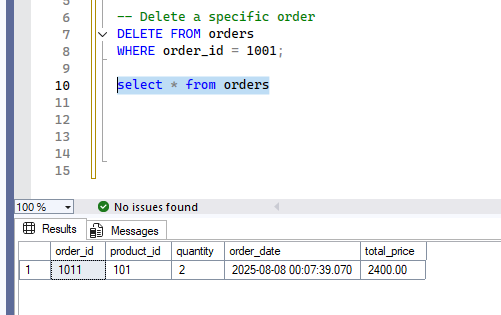 5
6 -- Delete a specific order
7 DELETE FROM orders
8 WHERE order_id = 1001;
9
10 select * from orders
11
12
13
14
15
100 % No issues found
Results Messages
order_id product_id quantity order_date total_price
1 1011 101 2 2025-08-08 00:07:39.070 2400.00